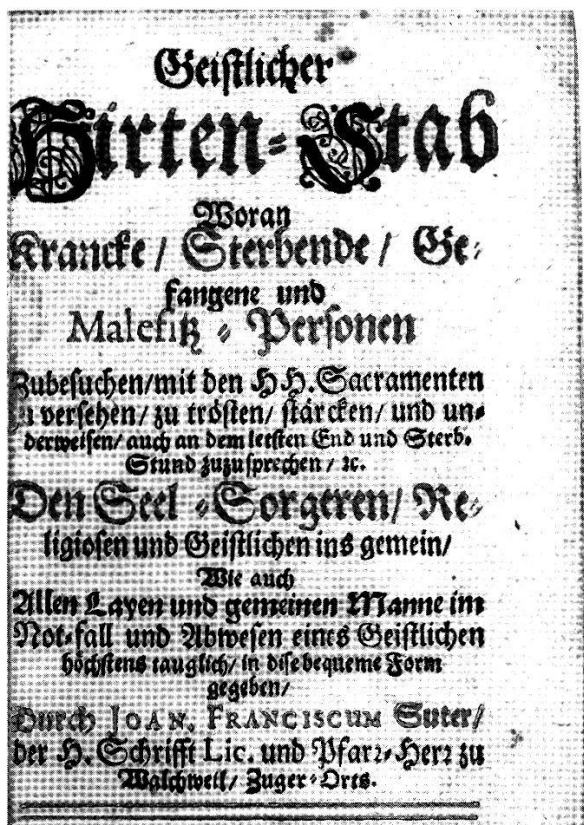 Geistlicher
Hirten-Stab
Woran
Krancke / Sterbende / Ge-
fangene und
Malefitz-Personen
Zubesuchen/mit den HH. Sacramenten
zu versehen/ zu trösten/ stärcken/ und un-
derweisen/ auch an dem letsten End und Sterb-
Stund zuzusprechen / ꝛc.
Den Seel-Sorgeren/ Re-
ligiosen und Geistlichen ins gemein/
Wie auch
Allen Layen und gemeinen Manne im
Not-fall und Abwesen eines Geistlichen
höchstens tauglich/ in dise bequeme Form
gegeben/
Durch JOAN. FRANCISCUM Suter/
der H. Schrifft Lic. und Pfarr-Herr zu
Walchweil/ Zuger-Orts.